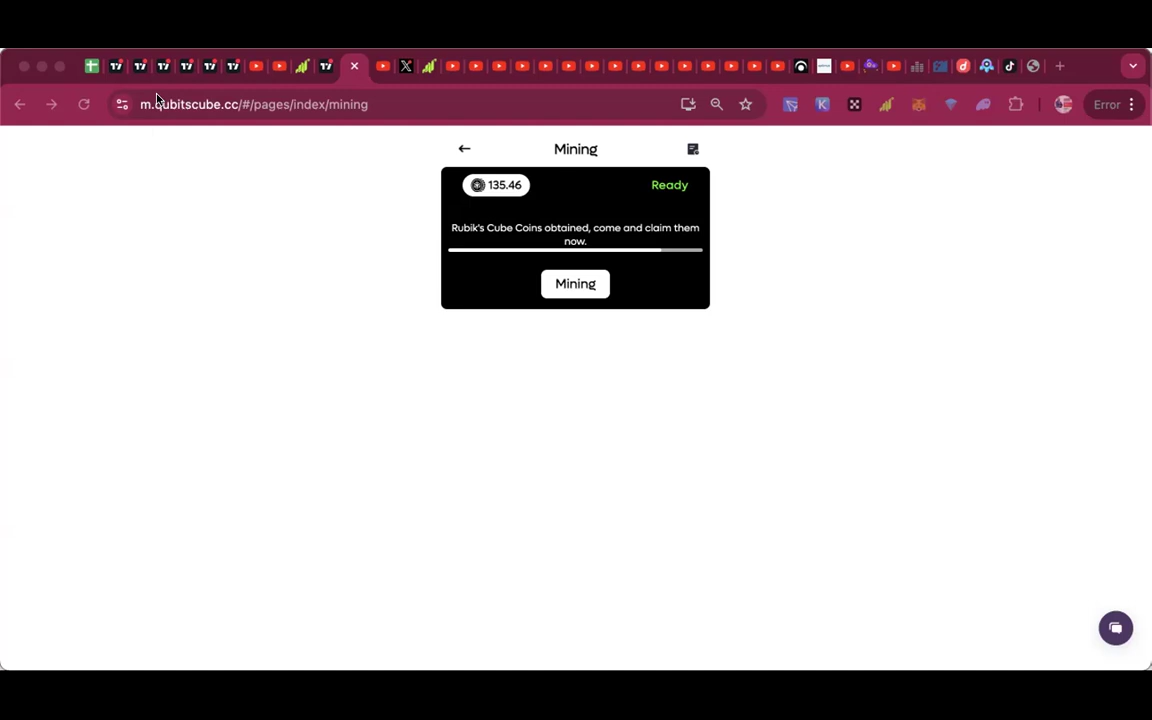 m.qubitscube.cc/#/pages/index/mining
Error
Mining
135.46
Ready
Rubik's Cube Coins obtained, come and claim them
now.
Mining